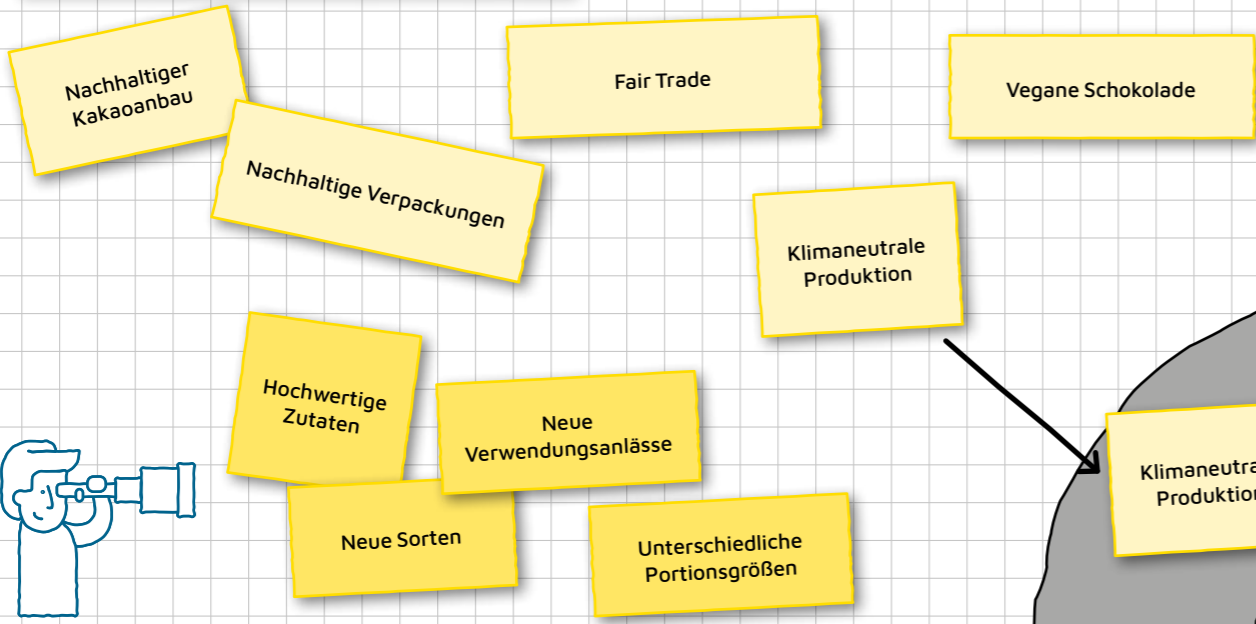 Nachhaltiger
Kakaoanbau
Fair Trade
Vegane Schokolade
Nachhaltige Verpackungen
Klimaneutrale
Produktion
Hochwertige
Zutaten
Neue
Verwendungsanlässe
Neue Sorten
Unterschiedliche
Portionsgrößen